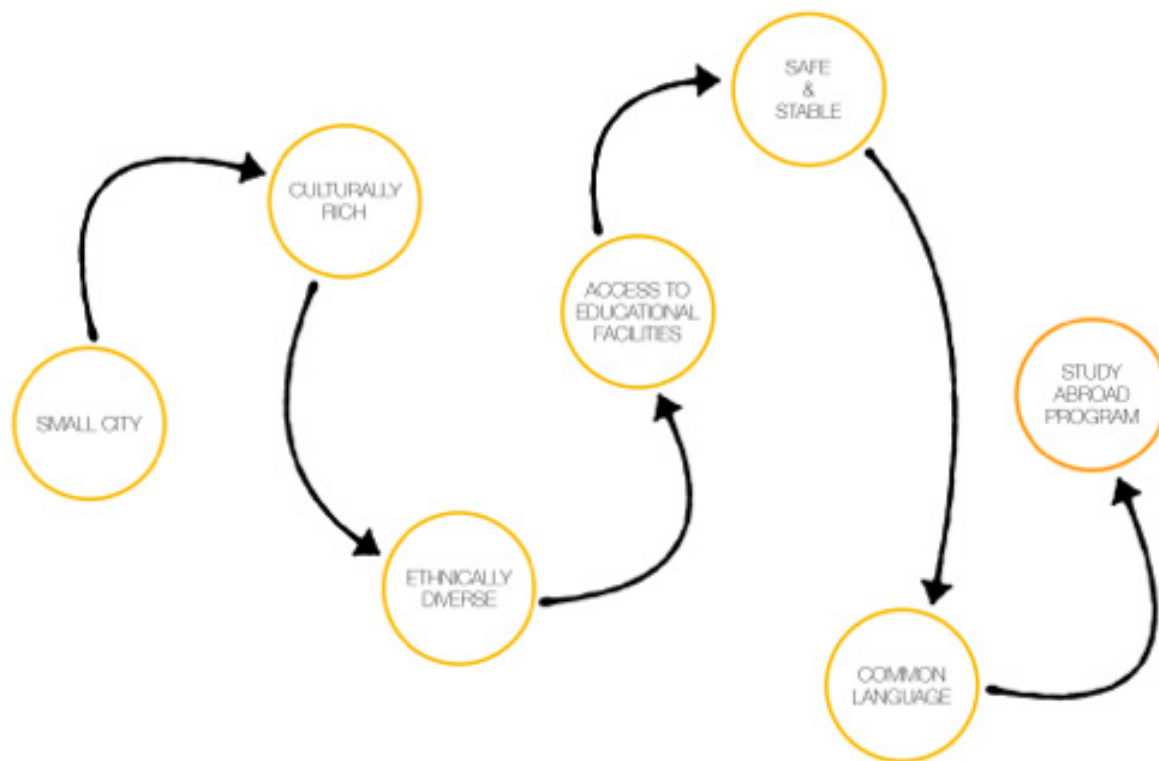 SMALL CITY
CULTURALLY
RICH
ETHNICALLY
DIVERSE
ACCESS TO
EDUCATIONAL
FACILITIES
SAFE
&
STABLE
COMMON
LANGUAGE
STUDY
ABROAD
PROGRAM